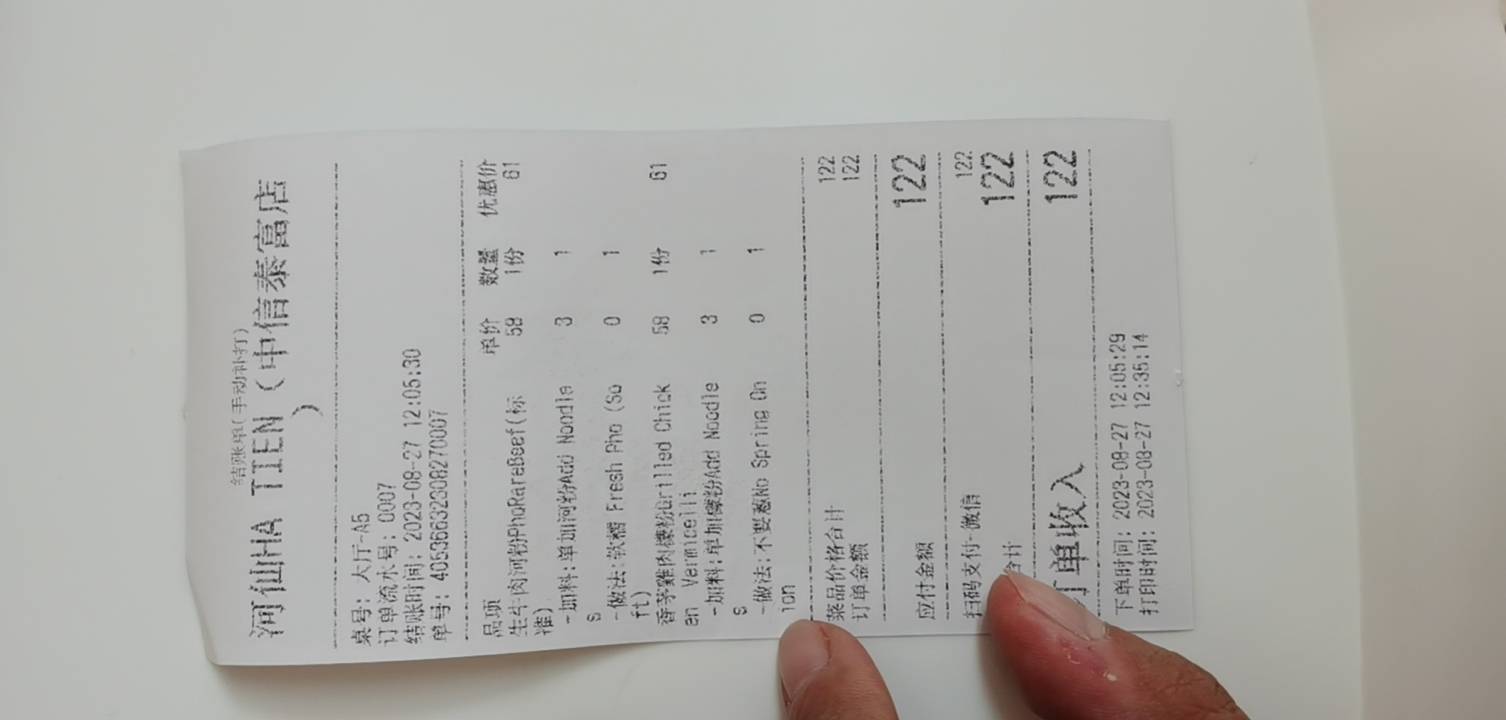 结账单(手动补打)
河仙HA TIEN (中信泰富店
)
桌号: 大厅-A5
订单流水号: 0007
结账时间: 2023-08-27 12:05:30
单号: 40536632308270007
品项 单价 数量 优惠价
生牛肉河粉PhoRareBeef(标 58 1份 61
准)
-加料:单加河粉Add Noodle 3 1
s
-做法:软糯 Fresh Pho (So 0 1
ft)
香茅雞肉檬粉Grilled Chick 58 1份 61
en Vermicelli
-加料:单加檬粉Add Noodle 3 1
s
-做法:不要葱No Spring On 0 1
ion
菜品价格合计 122
订单金额 122
应付金额 122
扫码支付-微信 122
合计 122
订单收入 122
下单时间: 2023-08-27 12:05:29
打印时间: 2023-08-27 12:35:14